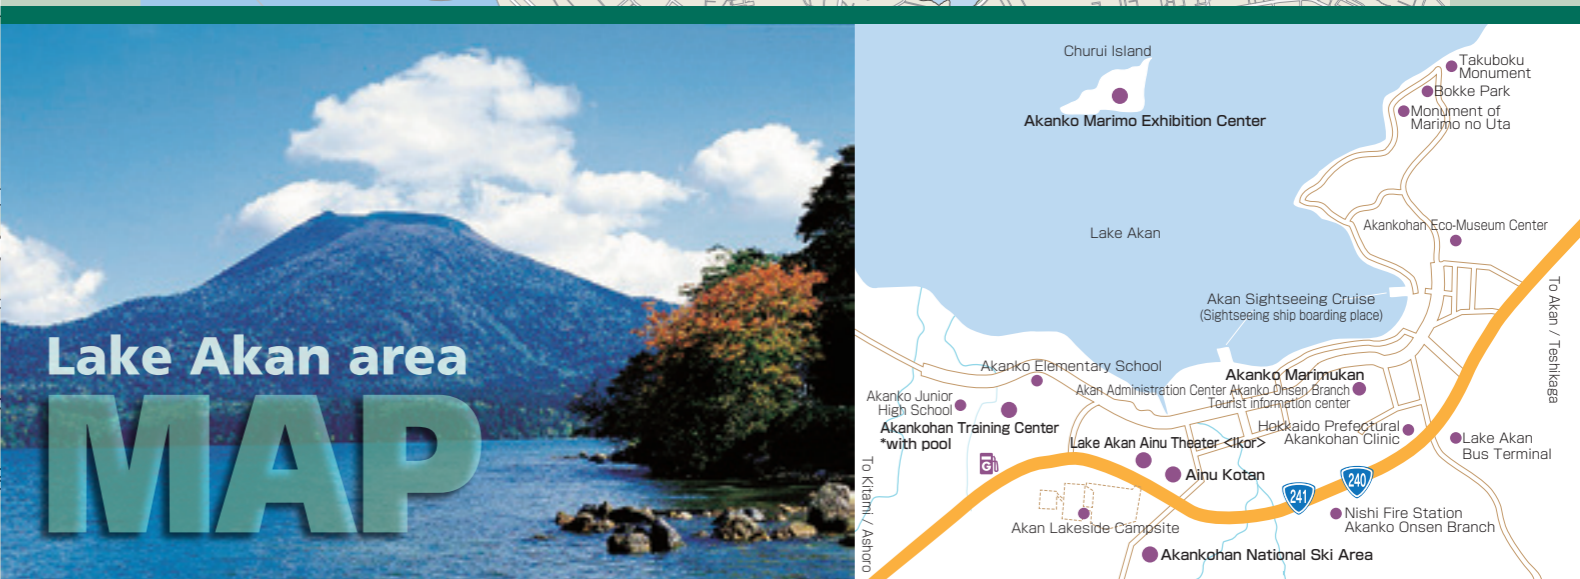 Lake Akan area
MAP
Churui Island
Akanko Marimo Exhibition Center
Takuboku
Monument
Bokke Park
Monument of
Marimo no Uta
Lake Akan
Akankohan Eco-Museum Center
Akan Sightseeing Cruise
(Sightseeing ship boarding place)
To Akan / Teshikaga
Akanko Elementary School
Akanko Marimukan
Akan Administration Center Akanko Onsen Branch
Tourist information center
Akanko Junior
High School
Akankohan Training Center
*with pool
Hokkaido Prefectural
Akankohan Clinic
Lake Akan
Bus Terminal
Lake Akan Ainu Theater <Ikor>
Ainu Kotan
To Kitami / Ashoro
G
241
240
Nishi Fire Station
Akanko Onsen Branch
Akan Lakeside Campsite
Akankohan National Ski Area